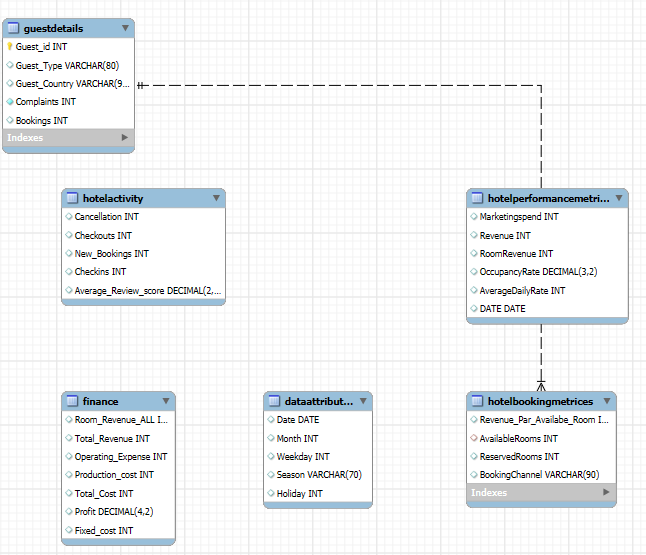 guestdetails
Guest_id INT
Guest_Type VARCHAR(80)
Guest_Country VARCHAR(9...
Complaints INT
Bookings INT
Indexes
hotelactivity
Cancellation INT
Checkouts INT
New_Bookings INT
Checkins INT
Average_Review_score DECIMAL(2,...
hotelperformancemetri...
Marketingspend INT
Revenue INT
RoomRevenue INT
OccupancyRate DECIMAL(3,2)
AverageDailyRate INT
DATE DATE
finance
Room_Revenue_ALL I...
Total_Revenue INT
Operating_Expense INT
Production_cost INT
Total_Cost INT
Profit DECIMAL(4,2)
Fixed_cost INT
dataattribut...
Date DATE
Month INT
Weekday INT
Season VARCHAR(70)
Holiday INT
hotelbookingmetrices
Revenue_Par_Availabe_Room I...
AvailableRooms INT
ReservedRooms INT
BookingChannel VARCHAR(90)
Indexes